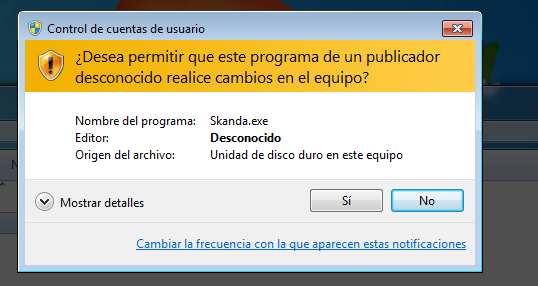 Control de cuentas de usuario
¿Desea permitir que este programa de un publicador
desconocido realice cambios en el equipo?
Nombre del programa: Skanda.exe
Editor: Desconocido
Origen del archivo: Unidad de disco duro en este equipo
Mostrar detalles Sí No
Cambiar la frecuencia con la que aparecen estas notificaciones